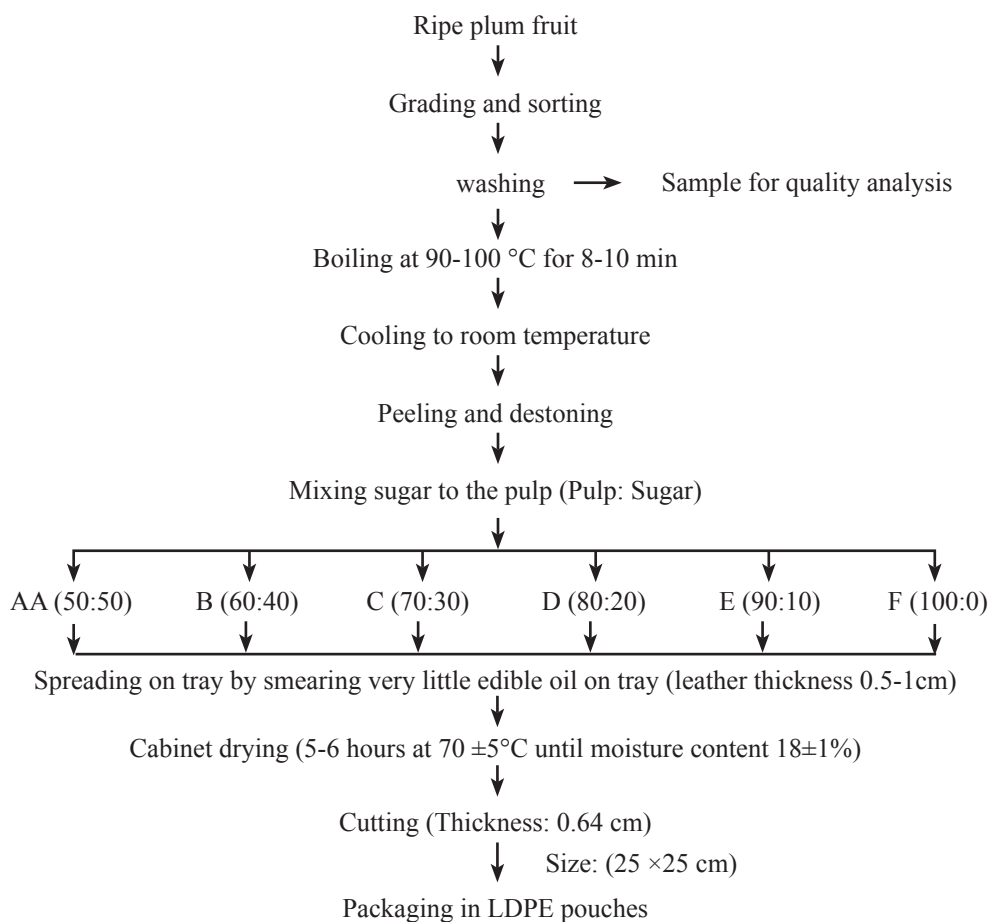 Ripe plum fruit
Grading and sorting
washing
Sample for quality analysis
Boiling at 90-100 °C for 8-10 min
Cooling to room temperature
Peeling and destoning
Mixing sugar to the pulp (Pulp: Sugar)
AA (50:50)
B (60:40)
C (70:30)
D (80:20)
E (90:10)
F (100:0)
Spreading on tray by smearing very little edible oil on tray (leather thickness 0.5-1cm)
Cabinet drying (5-6 hours at 70 ±5°C until moisture content 18±1%)
Cutting (Thickness: 0.64 cm)
Size: (25 ×25 cm)
Packaging in LDPE pouches